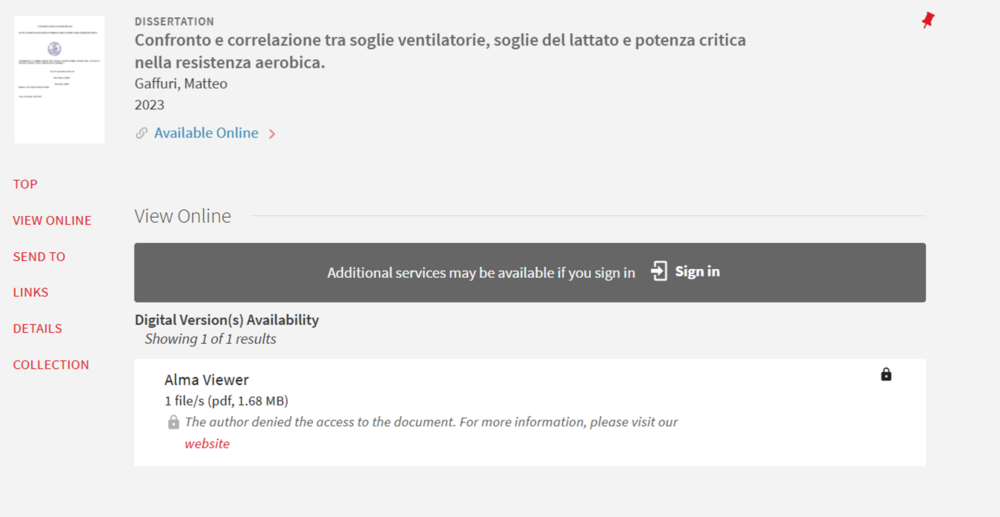 DISSERTATION
Confronto e correlazione tra soglie ventilatorie, soglie del lattato e potenza critica
nella resistenza aerobica.
Gaffuri, Matteo
2023
Available Online
TOP
VIEW ONLINE
SEND TO
LINKS
DETAILS
COLLECTION
View Online
Additional services may be available if you sign in Sign in
Digital Version(s) Availability
Showing 1 of 1 results
Alma Viewer
1 file/s (pdf, 1.68 MB)
The author denied the access to the document. For more information, please visit our
website